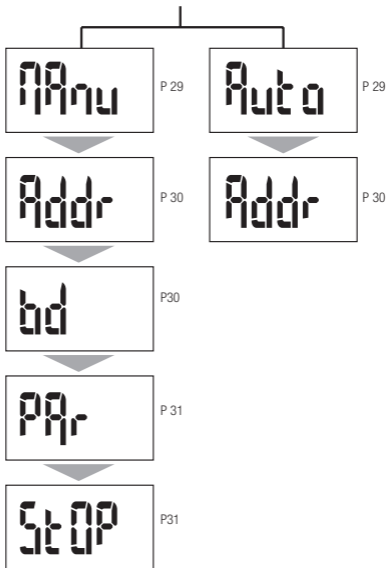 MAnu P 29 Auto P 29
Addr P 30 Addr P 30
bd P30
PAr P 31
StOP P31